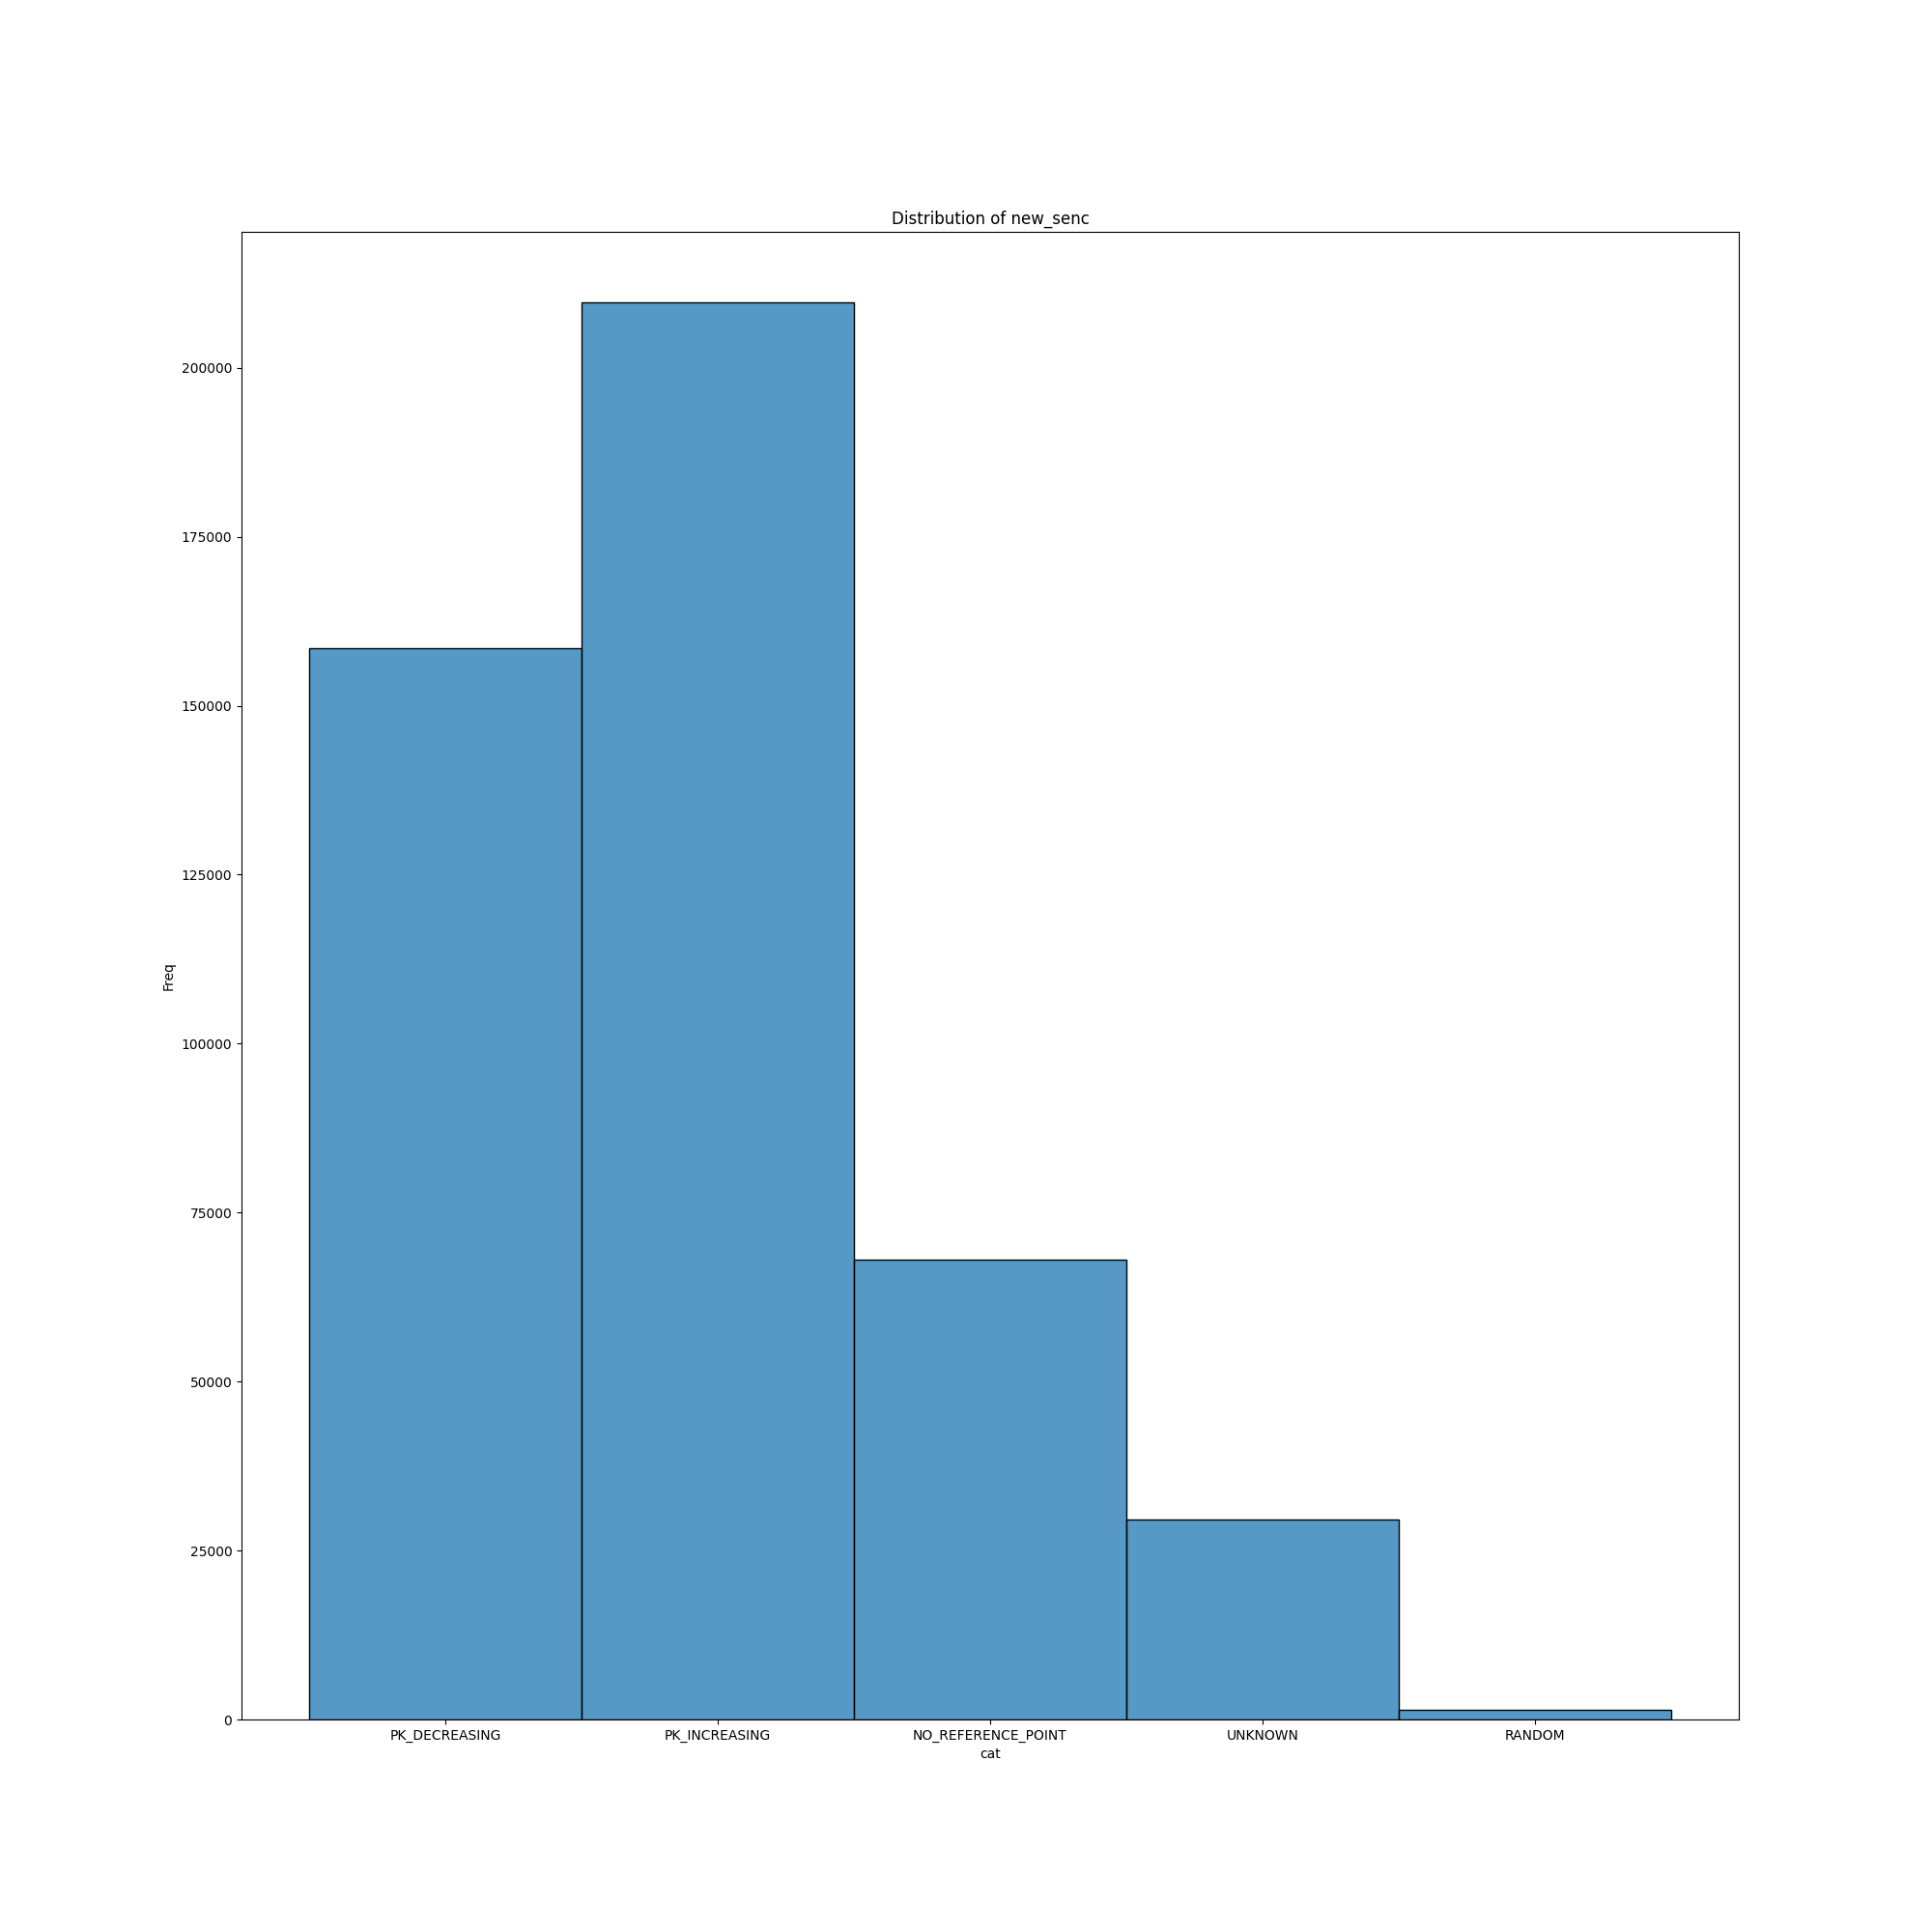 Distribution of new_senc
200000
175000
150000
125000
Freq
100000
75000
50000
25000
0
PK_DECREASING PK_INCREASING NO_REFERENCE_POINT UNKNOWN RANDOM
cat